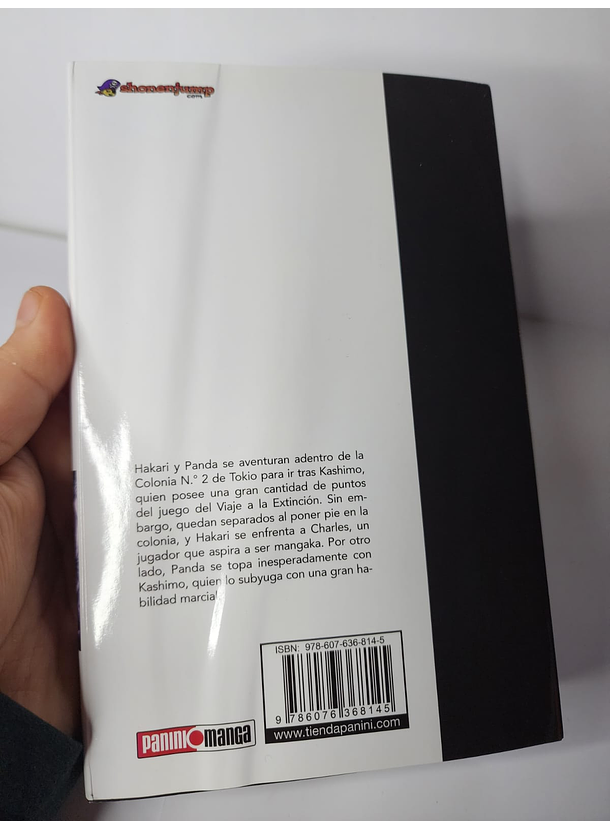 shonenjump
.com
Hakari y Panda se aventuran adentro de la
Colonia N.° 2 de Tokio para ir tras Kashimo,
quien posee una gran cantidad de puntos
del juego del Viaje a la Extinción. Sin em-
bargo, quedan separados al poner pie en la
colonia, y Hakari se enfrenta a Charles, un
jugador que aspira a ser mangaka. Por otro
lado, Panda se topa inesperadamente con
Kashimo, quien lo subyuga con una gran ha-
bilidad marcial.
ISBN: 978-607-636-814-5
9 786076 368145
www.tiendapanini.com
PANINI MANGA